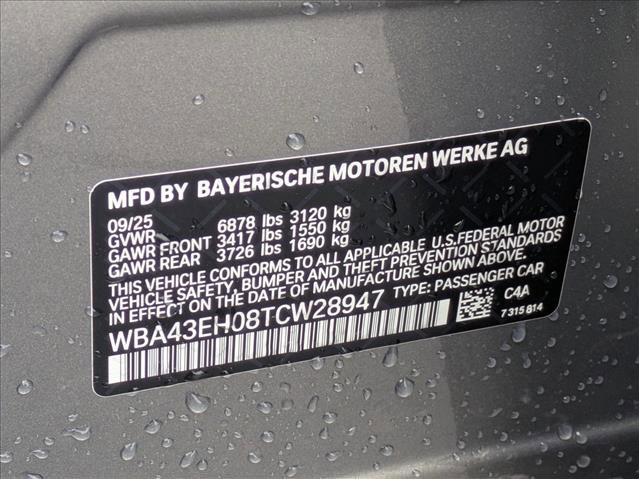 MFD BY BAYERISCHE MOTOREN WERKE AG
09/25
GVWR 6878 lbs 3120 kg
GAWR FRONT 3417 lbs 1550 kg
GAWR REAR 3726 lbs 1690 kg
THIS VEHICLE CONFORMS TO ALL APPLICABLE U.S.FEDERAL MOTOR
VEHICLE SAFETY, BUMPER, AND THEFT PREVENTION STANDARDS
IN EFFECT ON THE DATE OF MANUFACTURE SHOWN ABOVE.
WBA43EH08TCW28947 TYPE: PASSENGER CAR
C4A
7 315 814